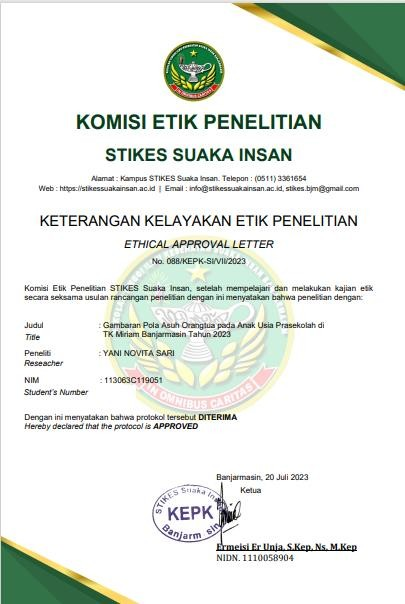 KOMISI ETIK PENELITIAN
STIKES SUAKA INSAN
Alamat : Kampus STIKES Suaka Insan. Telepon : (0511) 3361654
Web : https://stikessuakainsan.ac.id | Email : info@stikessuakainsan.ac.id, stikes.bjm@gmail.com
KETERANGAN KELAYAKAN ETIK PENELITIAN
ETHICAL APPROVAL LETTER
No. 088/KEPK-SI/VII/2023
Komisi Etik Penelitian STIKES Suaka Insan, setelah mempelajari dan melakukan kajian etik
secara seksama usulan rancangan penelitian dengan ini menyatakan bahwa penelitian dengan:
Judul : Gambaran Pola Asuh Orangtua pada Anak Usia Prasekolah di
Title TK Miriam Banjarmasin Tahun 2023
Peneliti : YANI NOVITA SARI
Reseacher
NIM : 113063C119051
Student's Number
Dengan ini menyatakan bahwa protokol tersebut DITERIMA
Hereby declared that the protocol is APPROVED
Banjarmasin, 20 Juli 2023
Ketua
STIKES Suaka Insan
KEPK
Banjarmasin
Ermeisi Er Unja, S.Kep, Ns, M.Kep
NIDN. 1110058904
IN OMNIBUS CARITAS